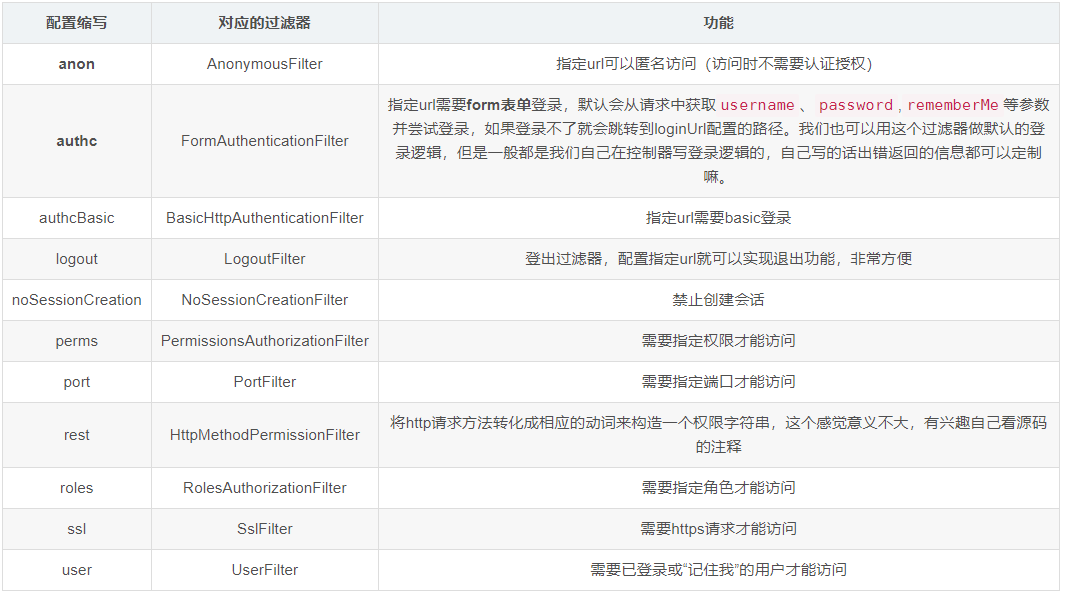 配置缩写 对应的过滤器 功能
anon AnonymousFilter 指定url可以匿名访问（访问时不需要认证授权）
指定url需要form表单登录，默认会从请求中获取 username 、 password , rememberMe 等参数
authc FormAuthenticationFilter 并尝试登录，如果登录不了就会跳转到loginUrl配置的路径。我们也可以用这个过滤器做默认的登
录逻辑，但是一般都是我们自己在控制器写登录逻辑的，自己写的话出错返回的信息都可以定制
嘛。
authcBasic BasicHttpAuthenticationFilter 指定url需要basic登录
logout LogoutFilter 登出过滤器，配置指定url就可以实现退出功能，非常方便
noSessionCreation NoSessionCreationFilter 禁止创建会话
perms PermissionsAuthorizationFilter 需要指定权限才能访问
port PortFilter 需要指定端口才能访问
rest HttpMethodPermissionFilter 将http请求方法转化成相应的动词来构造一个权限字符串，这个感觉意义不大，有兴趣自己看源码
的注释
roles RolesAuthorizationFilter 需要指定角色才能访问
ssl SslFilter 需要https请求才能访问
user UserFilter 需要已登录或“记住我”的用户才能访问